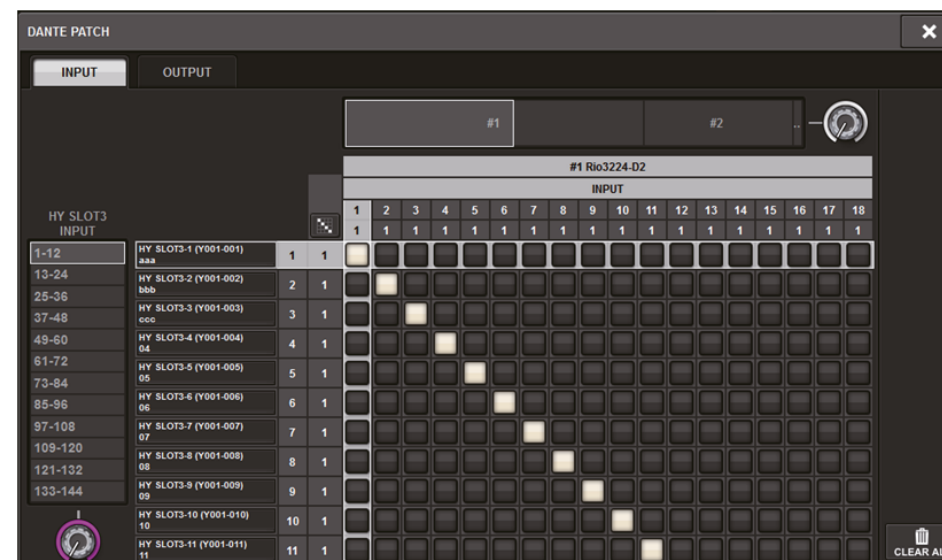 DANTE PATCH
INPUT OUTPUT
#1 #2 ..
#1 Rio3224-D2
INPUT
HY SLOT3
INPUT
1 2 3 4 5 6 7 8 9 10 11 12 13 14 15 16 17 18
1 1 1 1 1 1 1 1 1 1 1 1 1 1 1 1 1 1
1-12
13-24
25-36
37-48
49-60
61-72
73-84
85-96
97-108
109-120
121-132
133-144
HY SLOT3-1 (Y001-001)
aaa
1 1
HY SLOT3-2 (Y001-002)
bbb
2 1
HY SLOT3-3 (Y001-003)
ccc
3 1
HY SLOT3-4 (Y001-004)
04
4 1
HY SLOT3-5 (Y001-005)
05
5 1
HY SLOT3-6 (Y001-006)
06
6 1
HY SLOT3-7 (Y001-007)
07
7 1
HY SLOT3-8 (Y001-008)
08
8 1
HY SLOT3-9 (Y001-009)
09
9 1
HY SLOT3-10 (Y001-010)
10
10 1
HY SLOT3-11 (Y001-011)
11
11 1
CLEAR